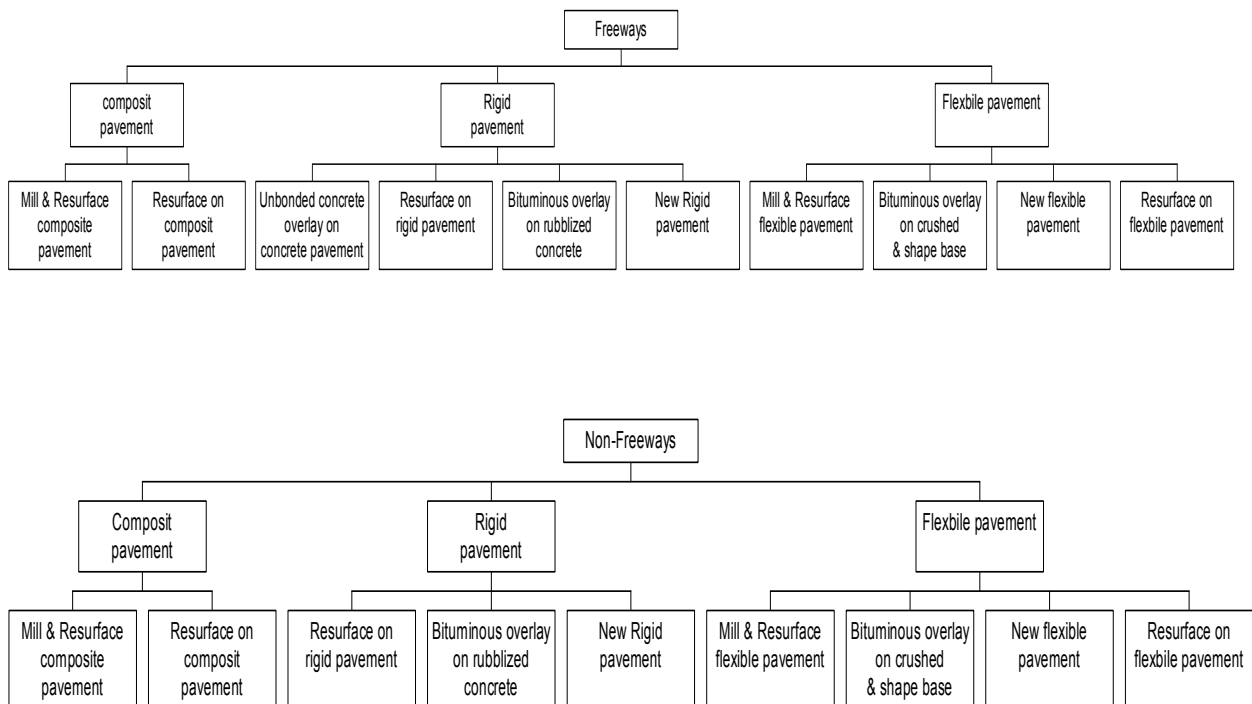 Freeways
composit
pavement
Rigid
pavement
Flexbile pavement
Mill & Resurface
composite
pavement
Resurface on
composit
pavement
Unbonded concrete
overlay on
concrete pavement
Resurface on
rigid pavement
Bituminous overlay
on rubblized
concrete
New Rigid
pavement
Mill & Resurface
flexible pavement
Bituminous overlay
on crushed
& shape base
New flexible
pavement
Resurface on
flexbile pavement
Non-Freeways
Composit
pavement
Rigid
pavement
Flexbile pavement
Mill & Resurface
composite
pavement
Resurface on
composit
pavement
Resurface on
rigid pavement
Bituminous overlay
on rubblized
concrete
New Rigid
pavement
Mill & Resurface
flexible pavement
Bituminous overlay
on crushed
& shape base
New flexible
pavement
Resurface on
flexbile pavement